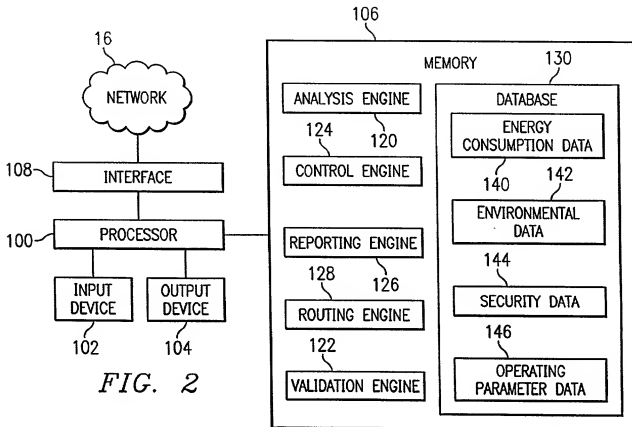 16
NETWORK
108
INTERFACE
100
PROCESSOR
INPUT
DEVICE
102
OUTPUT
DEVICE
104
FIG. 2
106
MEMORY
ANALYSIS ENGINE
120
124
CONTROL ENGINE
REPORTING ENGINE
126
128
ROUTING ENGINE
122
VALIDATION ENGINE
130
DATABASE
ENERGY
CONSUMPTION DATA
140
142
ENVIRONMENTAL
DATA
144
SECURITY DATA
146
OPERATING
PARAMETER DATA